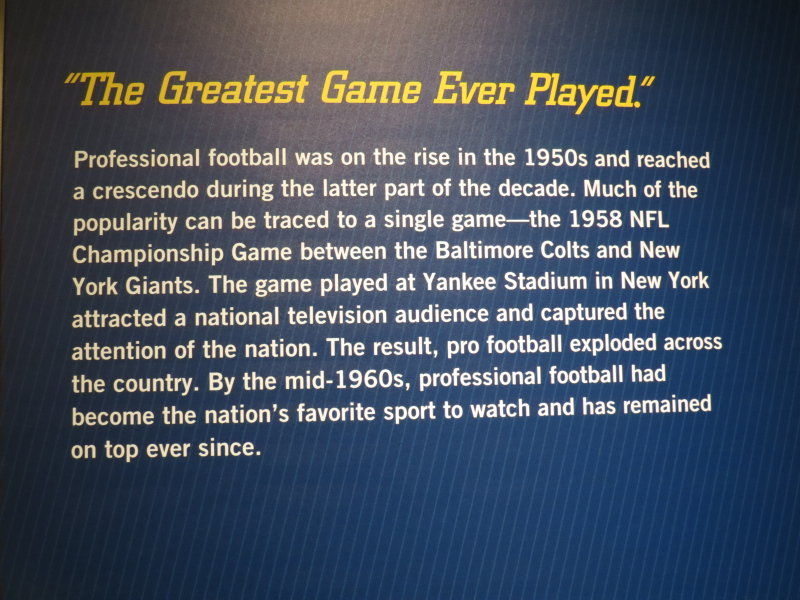 "The Greatest Game Ever Played."
Professional football was on the rise in the 1950s and reached
a crescendo during the latter part of the decade. Much of the
popularity can be traced to a single game—the 1958 NFL
Championship Game between the Baltimore Colts and New
York Giants. The game played at Yankee Stadium in New York
attracted a national television audience and captured the
attention of the nation. The result, pro football exploded across
the country. By the mid-1960s, professional football had
become the nation's favorite sport to watch and has remained
on top ever since.